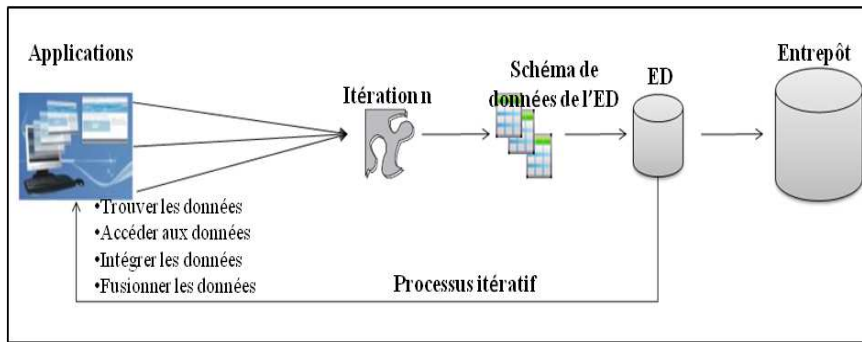 Applications
Itération n
Schéma de
données de l'ED
ED
Entrepôt
•Trouver les données
•Accéder aux données
•Intégrer les données
•Fusionner les données
Processus itératif